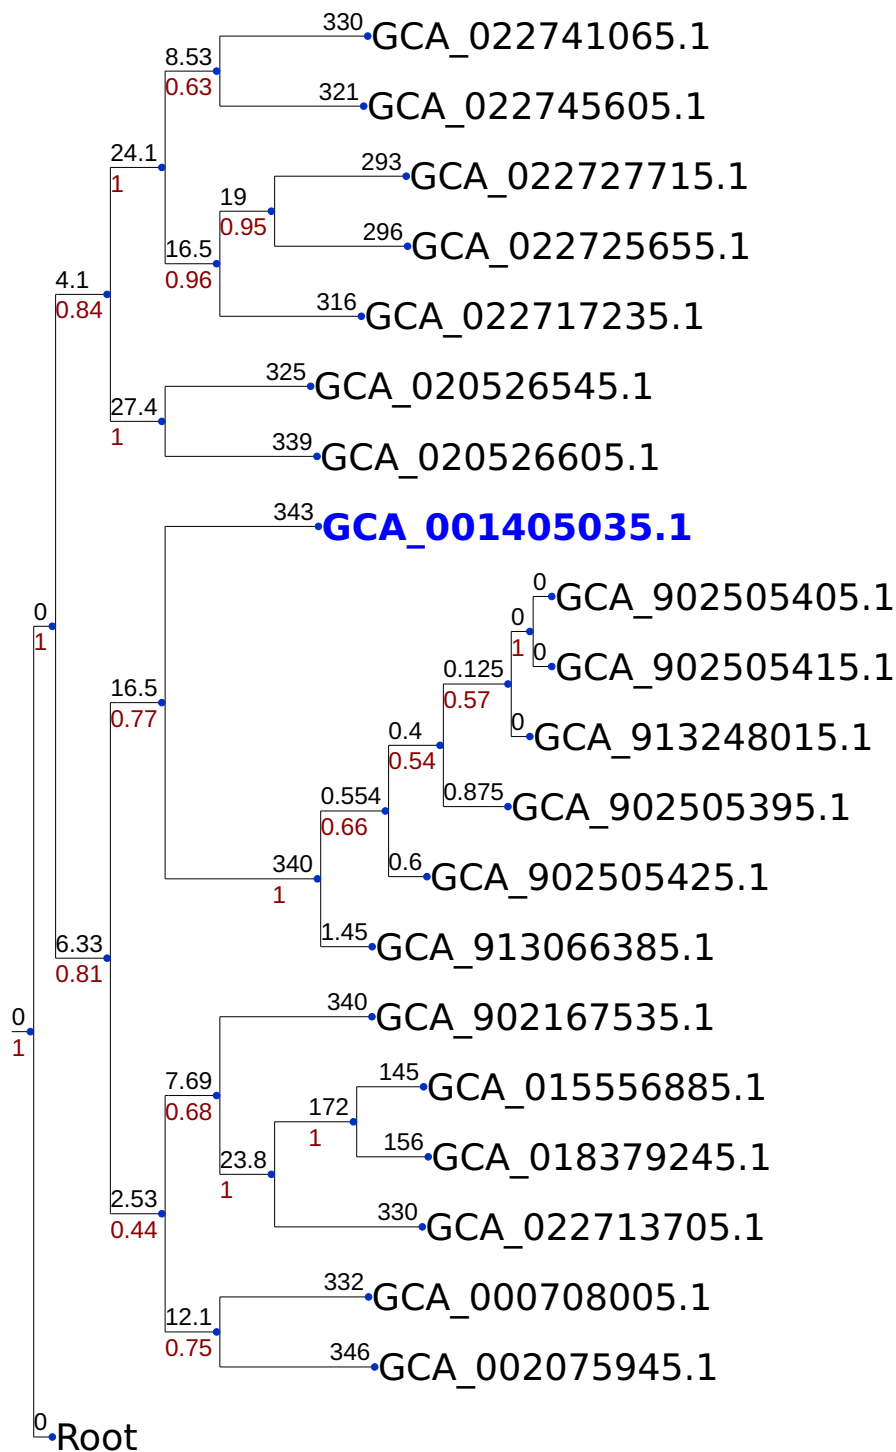 330
GCA_022741065.1
8.53
0.63
321
GCA_022745605.1
24.1
1
293
GCA_022727715.1
19
0.95
296
GCA_022725655.1
16.5
0.96
4.1
0.84
316
GCA_022717235.1
325
GCA_020526545.1
27.4
1
339
GCA_020526605.1
343
GCA_001405035.1
0
GCA_902505405.1
0
1
0
1
0
GCA_902505415.1
16.5
0.77
0.125
0.57
0
GCA_913248015.1
0.4
0.54
0.554
0.66
0.875
GCA_902505395.1
340
1
0.6
GCA_902505425.1
1.45
GCA_913066385.1
6.33
0.81
0
1
340
GCA_902167535.1
7.69
0.68
145
GCA_015556885.1
172
1
156
GCA_018379245.1
23.8
1
2.53
0.44
330
GCA_022713705.1
332
GCA_000708005.1
12.1
0.75
346
GCA_002075945.1
0
Root